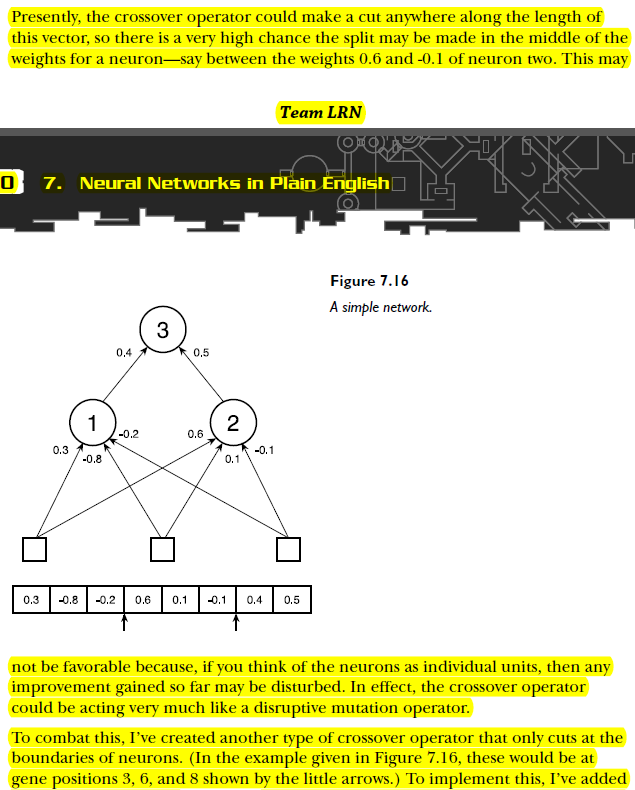 Presently, the crossover operator could make a cut anywhere along the length of
this vector, so there is a very high chance the split may be made in the middle of the
weights for a neuron—say between the weights 0.6 and -0.1 of neuron two. This may
Team LRN
0 7. Neural Networks in Plain English
Figure 7.16
A simple network.
3
0.4 0.5
1 2
-0.2 0.6
0.3 -0.8 0.1 -0.1
0.3 -0.8 -0.2 0.6 0.1 -0.1 0.4 0.5
not be favorable because, if you think of the neurons as individual units, then any
improvement gained so far may be disturbed. In effect, the crossover operator
could be acting very much like a disruptive mutation operator.
To combat this, I've created another type of crossover operator that only cuts at the
boundaries of neurons. (In the example given in Figure 7.16, these would be at
gene positions 3, 6, and 8 shown by the little arrows.) To implement this, I've added